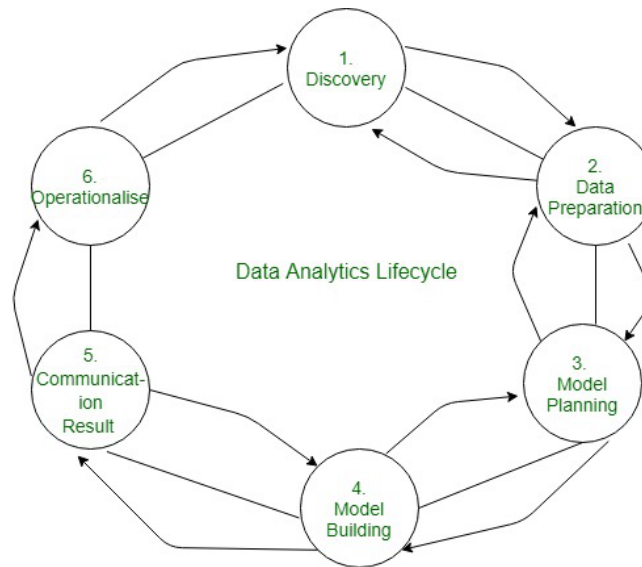 1.
Discovery
2.
Data
Preparation
3.
Model
Planning
4.
Model
Building
5.
Communicat-
ion
Result
6.
Operationalise
Data Analytics Lifecycle